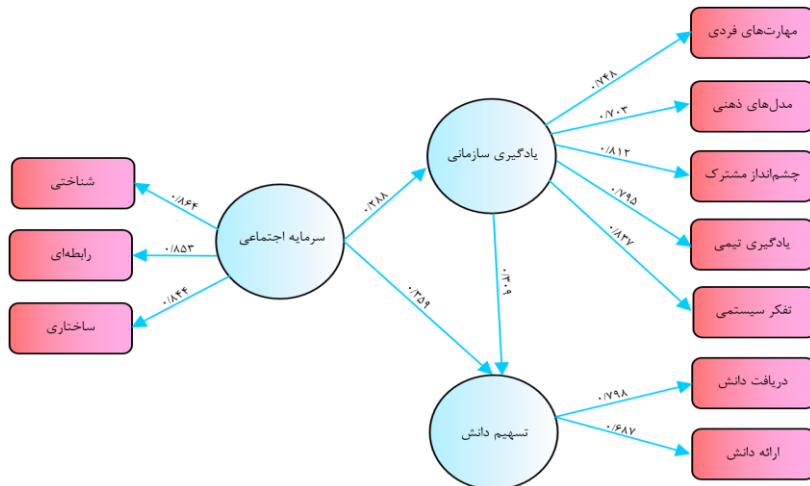 مهارت‌های فردی
۰/۷۴۸
مدل‌های ذهنی
۰/۷۰۳
یادگیری سازمانی
۰/۸۱۲
چشم‌انداز مشترک
شناختی
۰/۸۶۴
۰/۲۸۸
۰/۷۹۵
یادگیری تیمی
رابطه‌ای
۰/۸۵۳
سرمایه اجتماعی
۰/۸۳۷
ساختاری
۰/۸۴۴
۰/۳۵۹
۰/۳۰۹
تفکر سیستمی
دریافت دانش
۰/۷۹۸
تسهیم دانش
۰/۶۸۷
ارائه دانش